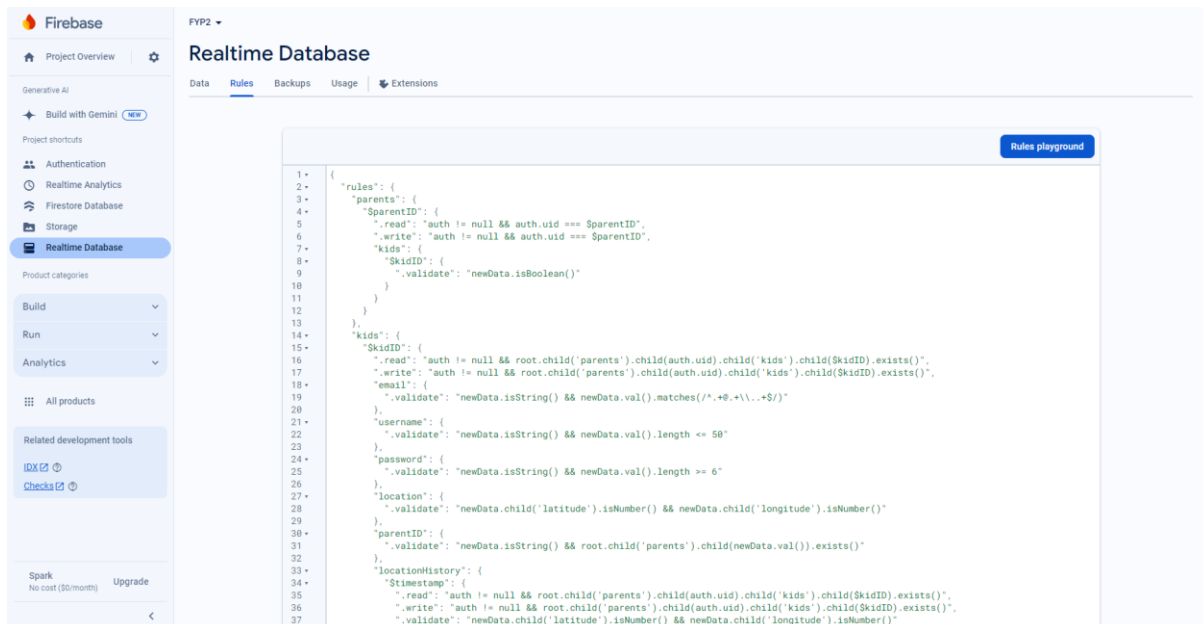 Firebase
Project Overview
Generative AI
Build with Gemini NEW
Project shortcuts
Authentication
Realtime Analytics
Firestore Database
Storage
Realtime Database
Product categories
Build
Run
Analytics
All products
Related development tools
IDX
Checks
Spark
No cost ($0/month)
Upgrade
FYP2
Realtime Database
Data Rules Backups Usage Extensions
Rules playground
1 {
2 "rules": {
3 "parents": {
4 "$parentID": {
5 ".read": "auth != null && auth.uid === $parentID",
6 ".write": "auth != null && auth.uid === $parentID",
7 "kids": {
8 "$kidID": {
9 ".validate": "newData.isBoolean()"
10 }
11 }
12 }
13 },
14 "kids": {
15 "$kidID": {
16 ".read": "auth != null && root.child('parents').child(auth.uid).child('kids').child($kidID).exists()",
17 ".write": "auth != null && root.child('parents').child(auth.uid).child('kids').child($kidID).exists()",
18 "email": {
19 ".validate": "newData.isString() && newData.val().matches(/^.+@.+\\..+$/)"
20 },
21 "username": {
22 ".validate": "newData.isString() && newData.val().length <= 50"
23 },
24 "password": {
25 ".validate": "newData.isString() && newData.val().length >= 6"
26 },
27 "location": {
28 ".validate": "newData.child('latitude').isNumber() && newData.child('longitude').isNumber()"
29 },
30 "parentID": {
31 ".validate": "newData.isString() && root.child('parents').child(newData.val()).exists()"
32 },
33 "locationHistory": {
34 "$timestamp": {
35 ".read": "auth != null && root.child('parents').child(auth.uid).child('kids').child($kidID).exists()",
36 ".write": "auth != null && root.child('parents').child(auth.uid).child('kids').child($kidID).exists()",
37 ".validate": "newData.child('latitude').isNumber() && newData.child('longitude').isNumber()"